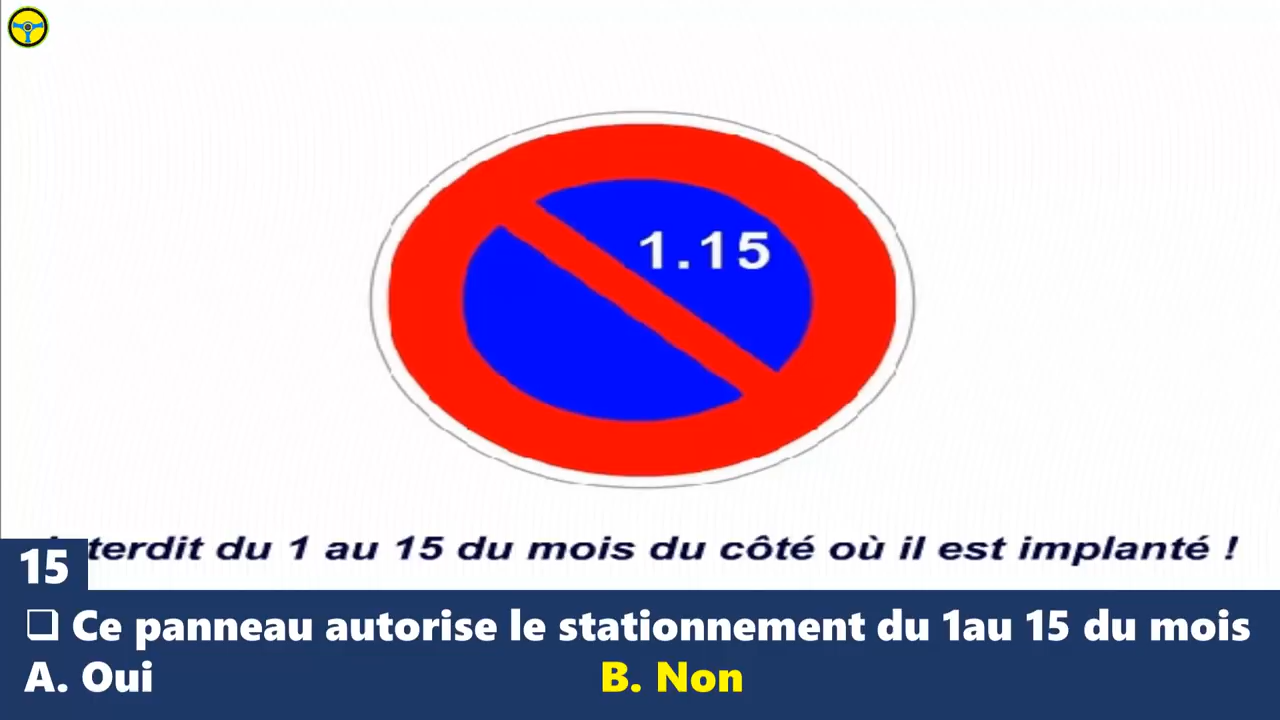 1.15
terdit du 1 au 15 du mois du côté où il est implanté !
15
❑ Ce panneau autorise le stationnement du 1au 15 du mois
A. Oui B. Non